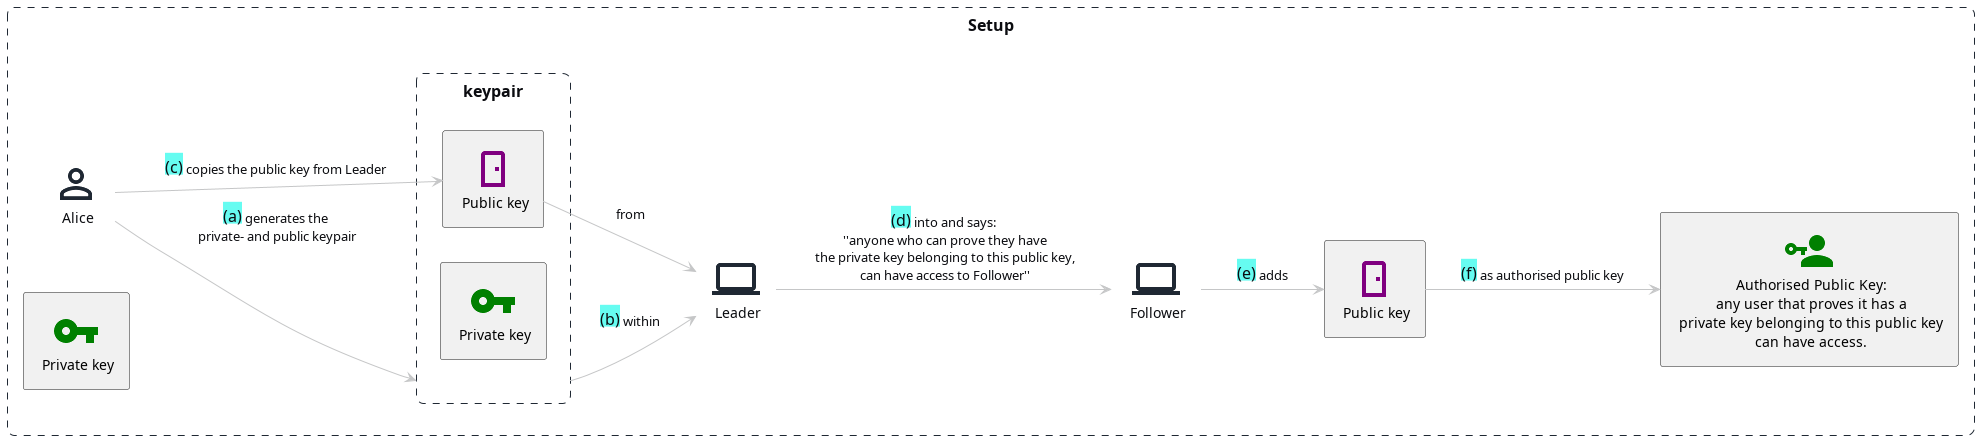 Setup
keypair
(c) copies the public key from Leader
Alice
(a) generates the
private- and public keypair
Private key
Public key
Private key
from
(b) within
Leader
(d) into and says:
''anyone who can prove they have
the private key belonging to this public key,
can have access to Follower''
Follower
(e) adds
Public key
(f) as authorised public key
Authorised Public Key:
any user that proves it has a
private key belonging to this public key
can have access.